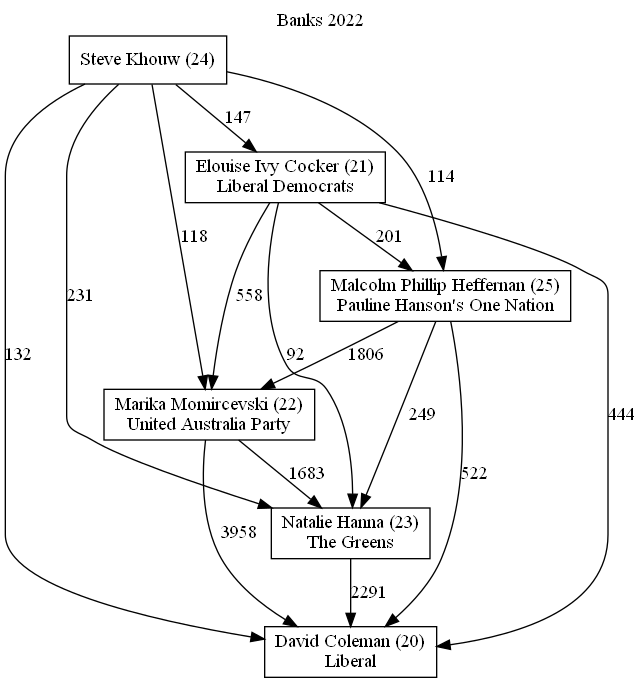 Banks 2022
Steve Khouw (24)
147
Elouise Ivy Cocker (21)
Liberal Democrats
114
118
201
231
558
Malcolm Phillip Heffernan (25)
Pauline Hanson's One Nation
132
92
1806
Marika Momircevski (22)
United Australia Party
249
444
1683
522
3958
Natalie Hanna (23)
The Greens
2291
David Coleman (20)
Liberal